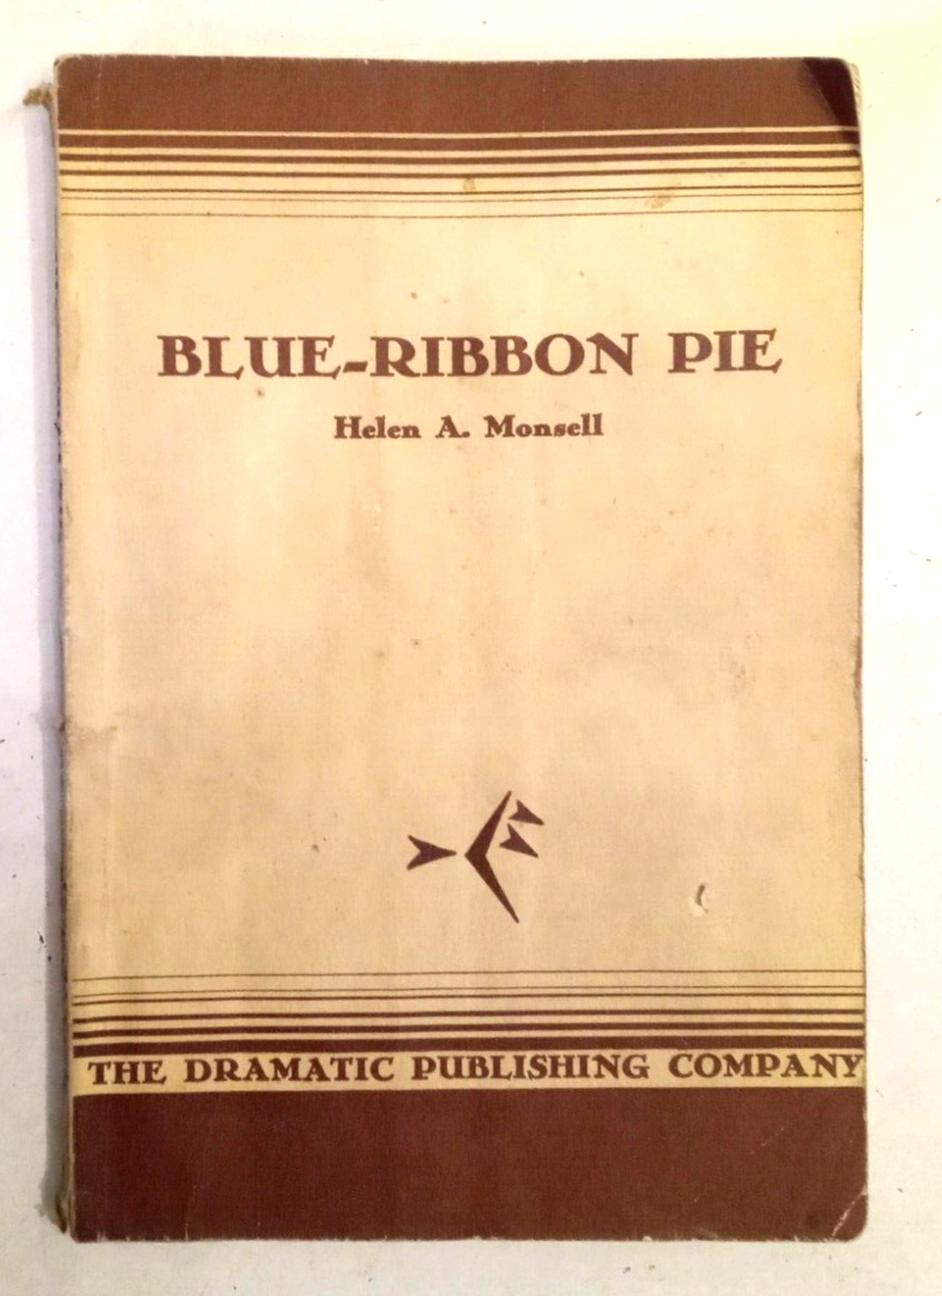 BLUE-RIBBON PIE
Helen A. Monsell
THE DRAMATIC PUBLISHING COMPANY